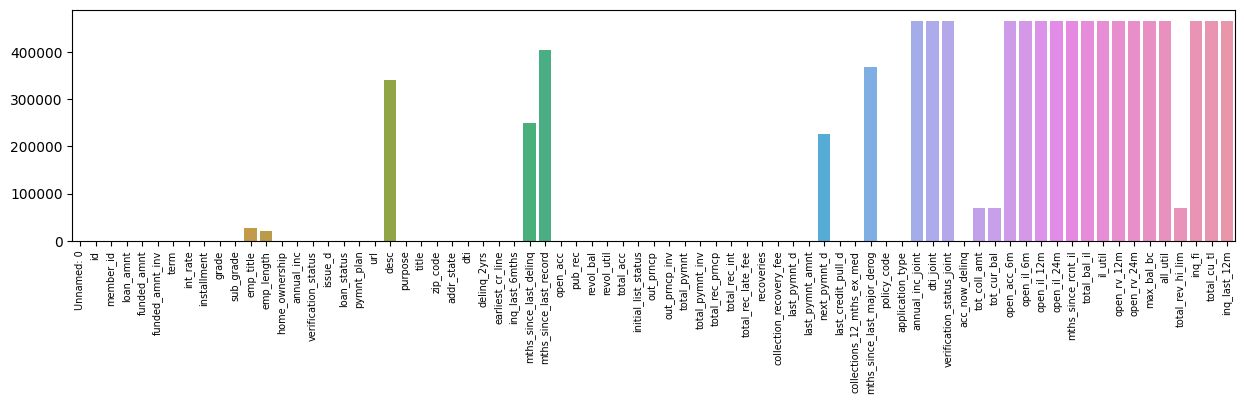 400000
300000
200000
100000
0
Unnamed: 0
id
member_id
loan_amnt
funded_amnt
funded_amnt_inv
term
int_rate
installment
grade
sub_grade
emp_title
emp_length
home_ownership
annual_inc
verification_status
issue_d
loan_status
pymnt_plan
url
desc
purpose
title
zip_code
addr_state
dti
delinq_2yrs
earliest_cr_line
inq_last_6mths
mths_since_last_delinq
mths_since_last_record
open_acc
pub_rec
revol_bal
revol_util
total_acc
initial_list_status
out_prncp
out_prncp_inv
total_pymnt
total_pymnt_inv
total_rec_prncp
total_rec_int
total_rec_late_fee
recoveries
collection_recovery_fee
last_pymnt_d
last_pymnt_amnt
next_pymnt_d
last_credit_pull_d
collections_12_mths_ex_med
mths_since_last_major_derog
policy_code
application_type
annual_inc_joint
dti_joint
verification_status_joint
acc_now_delinq
tot_coll_amt
tot_cur_bal
open_acc_6m
open_il_6m
open_il_12m
open_il_24m
mths_since_rcnt_il
total_bal_il
il_util
open_rv_12m
open_rv_24m
max_bal_bc
all_util
total_rev_hi_lim
inq_fi
total_cu_tl
inq_last_12m